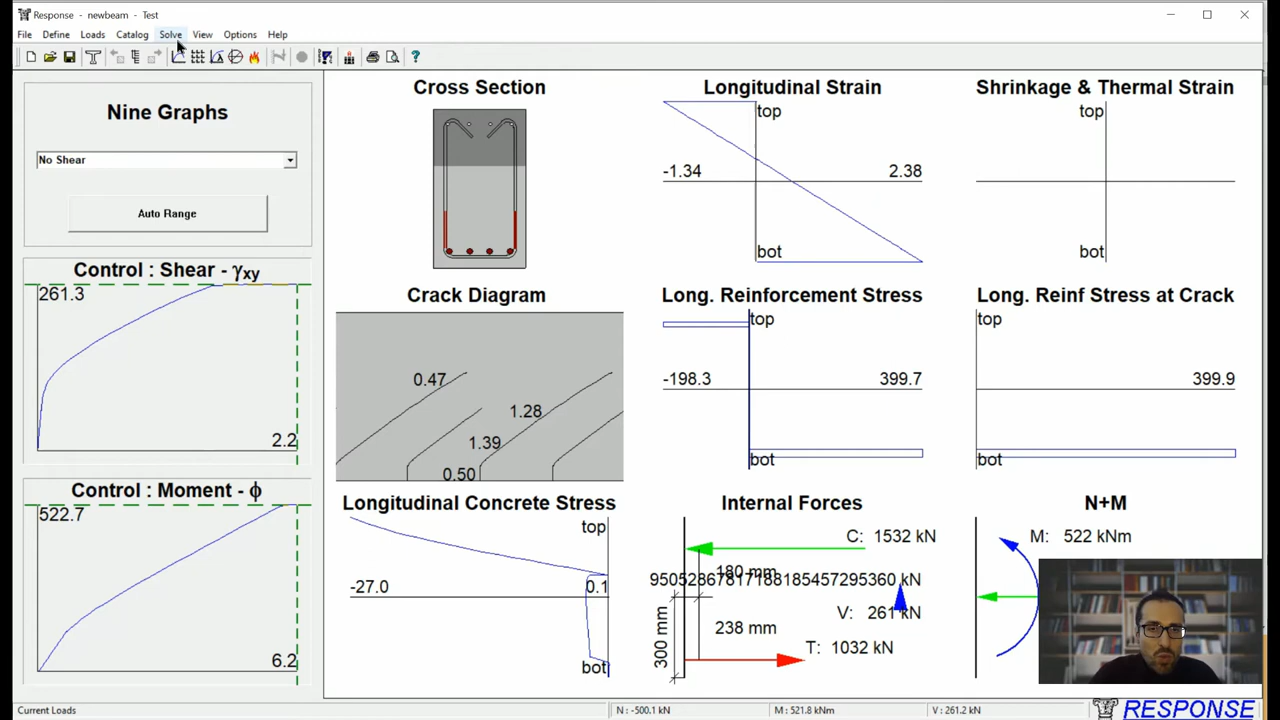 Response - newbeam - Test
File Define Loads Catalog Solve View Options Help
Nine Graphs
No Shear
Auto Range
Control : Shear - γxy
261.3
2.2
Control : Moment - ϕ
522.7
6.2
Cross Section
Longitudinal Strain
top
-1.34 2.38
bot
Shrinkage & Thermal Strain
top
bot
Crack Diagram
0.47
1.28
1.39
0.50
Long. Reinforcement Stress
top
-198.3 399.7
bot
Long. Reinf Stress at Crack
top
399.9
bot
Longitudinal Concrete Stress
top
-27.0 0.1
bot
Internal Forces
C: 1532 kN
180 mm
V: 261 kN
238 mm
T: 1032 kN
300 mm
N+M
M: 522 kNm
Current Loads N : -500.1 kN M : 521.8 kNm V : 261.2 kN
RESPONSE